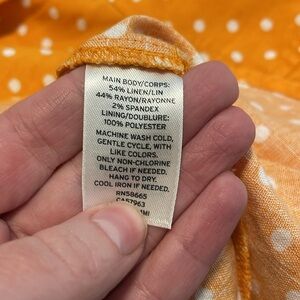 MAIN BODY/CORPS:
54% LINEN/LIN
44% RAYON/RAYONNE
2% SPANDEX
LINING/DOUBLURE:
100% POLYESTER
MACHINE WASH COLD,
GENTLE CYCLE, WITH
LIKE COLORS.
ONLY NON-CHLORINE
BLEACH IF NEEDED.
HANG TO DRY.
COOL IRON IF NEEDED.
RN58665
CA57963